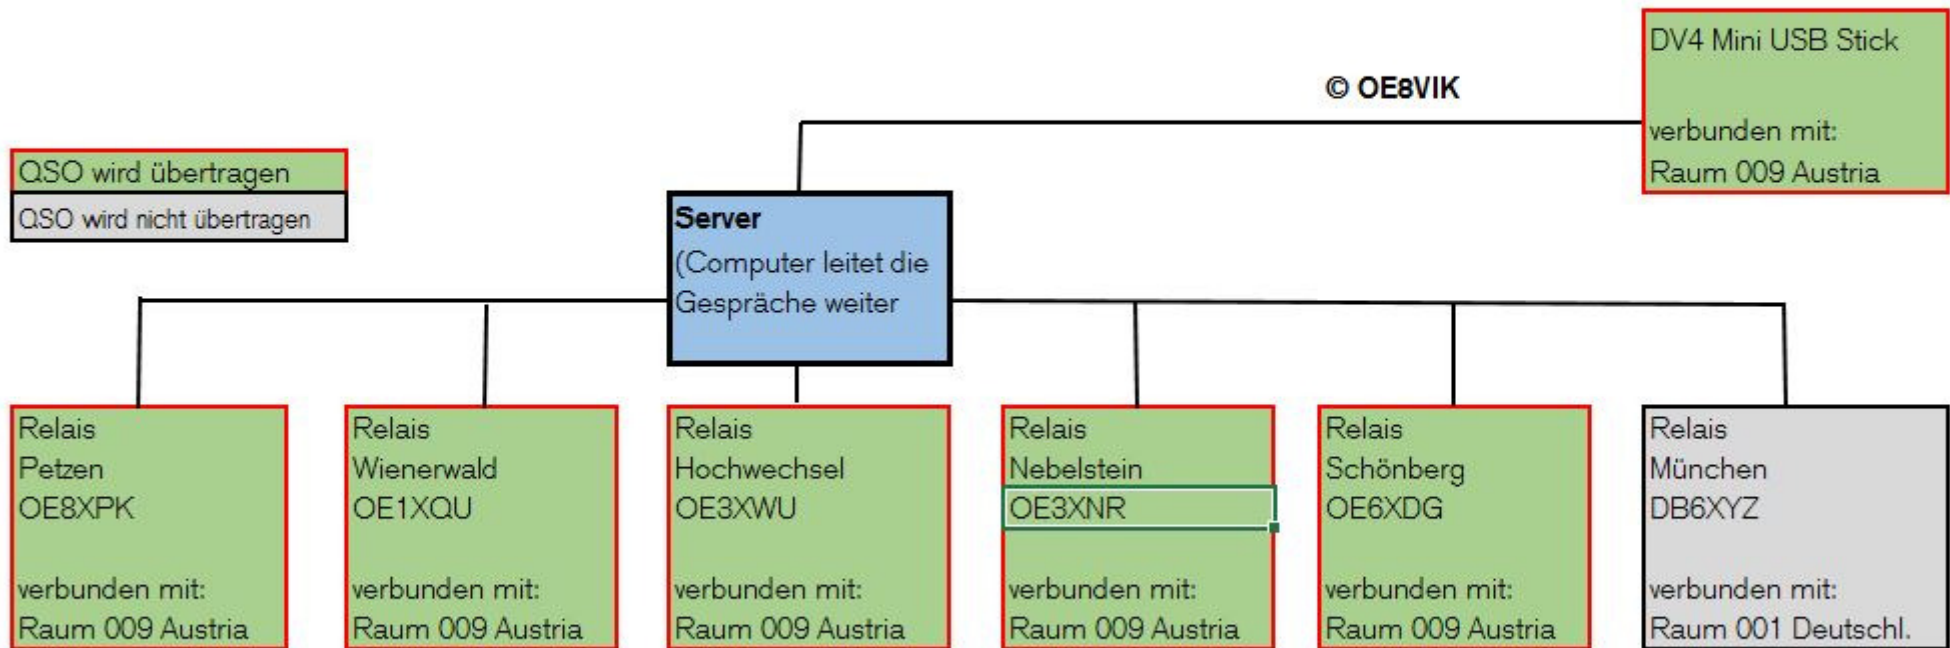 DV4 Mini USB Stick
verbunden mit:
Raum 009 Austria
© OE8VIK
QSO wird übertragen
QSO wird nicht übertragen
Server
(Computer leitet die
Gespräche weiter
Relais
Petzen
OE8XPK
verbunden mit:
Raum 009 Austria
Relais
Wienerwald
OE1XQU
verbunden mit:
Raum 009 Austria
Relais
Hochwechsel
OE3XWU
verbunden mit:
Raum 009 Austria
Relais
Nebelstein
OE3XNR
verbunden mit:
Raum 009 Austria
Relais
Schönberg
OE6XDG
verbunden mit:
Raum 009 Austria
Relais
München
DB6XYZ
verbunden mit:
Raum 001 Deutschl.